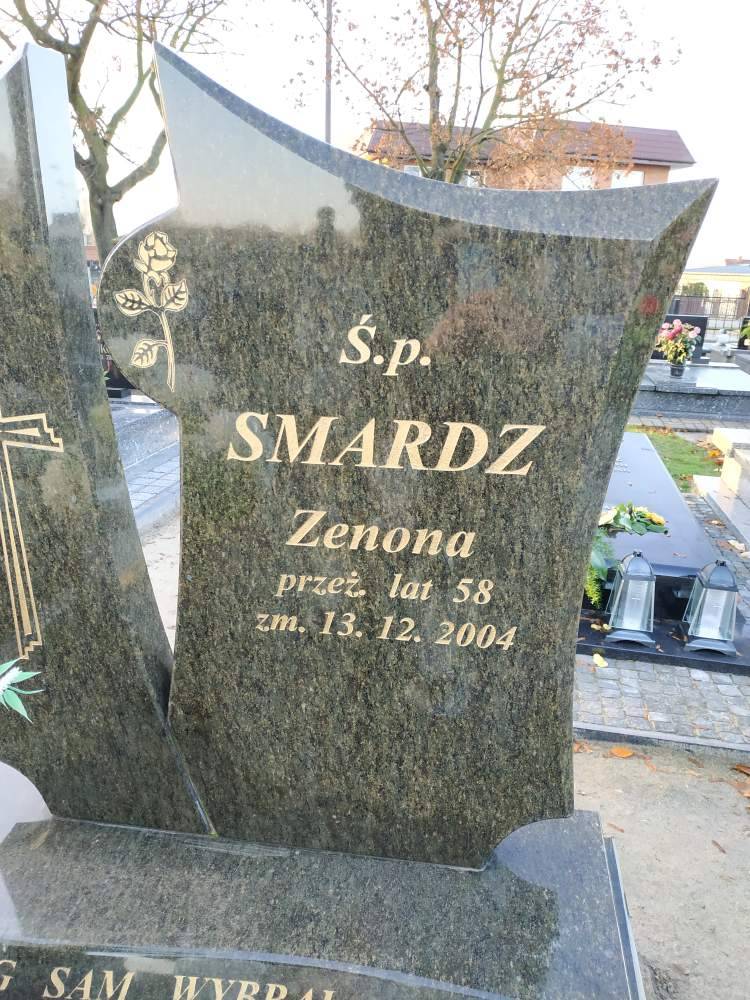 Ś.p.
SMARDZ
Zenona
przeż. lat 58
zm. 13. 12. 2004
SAM